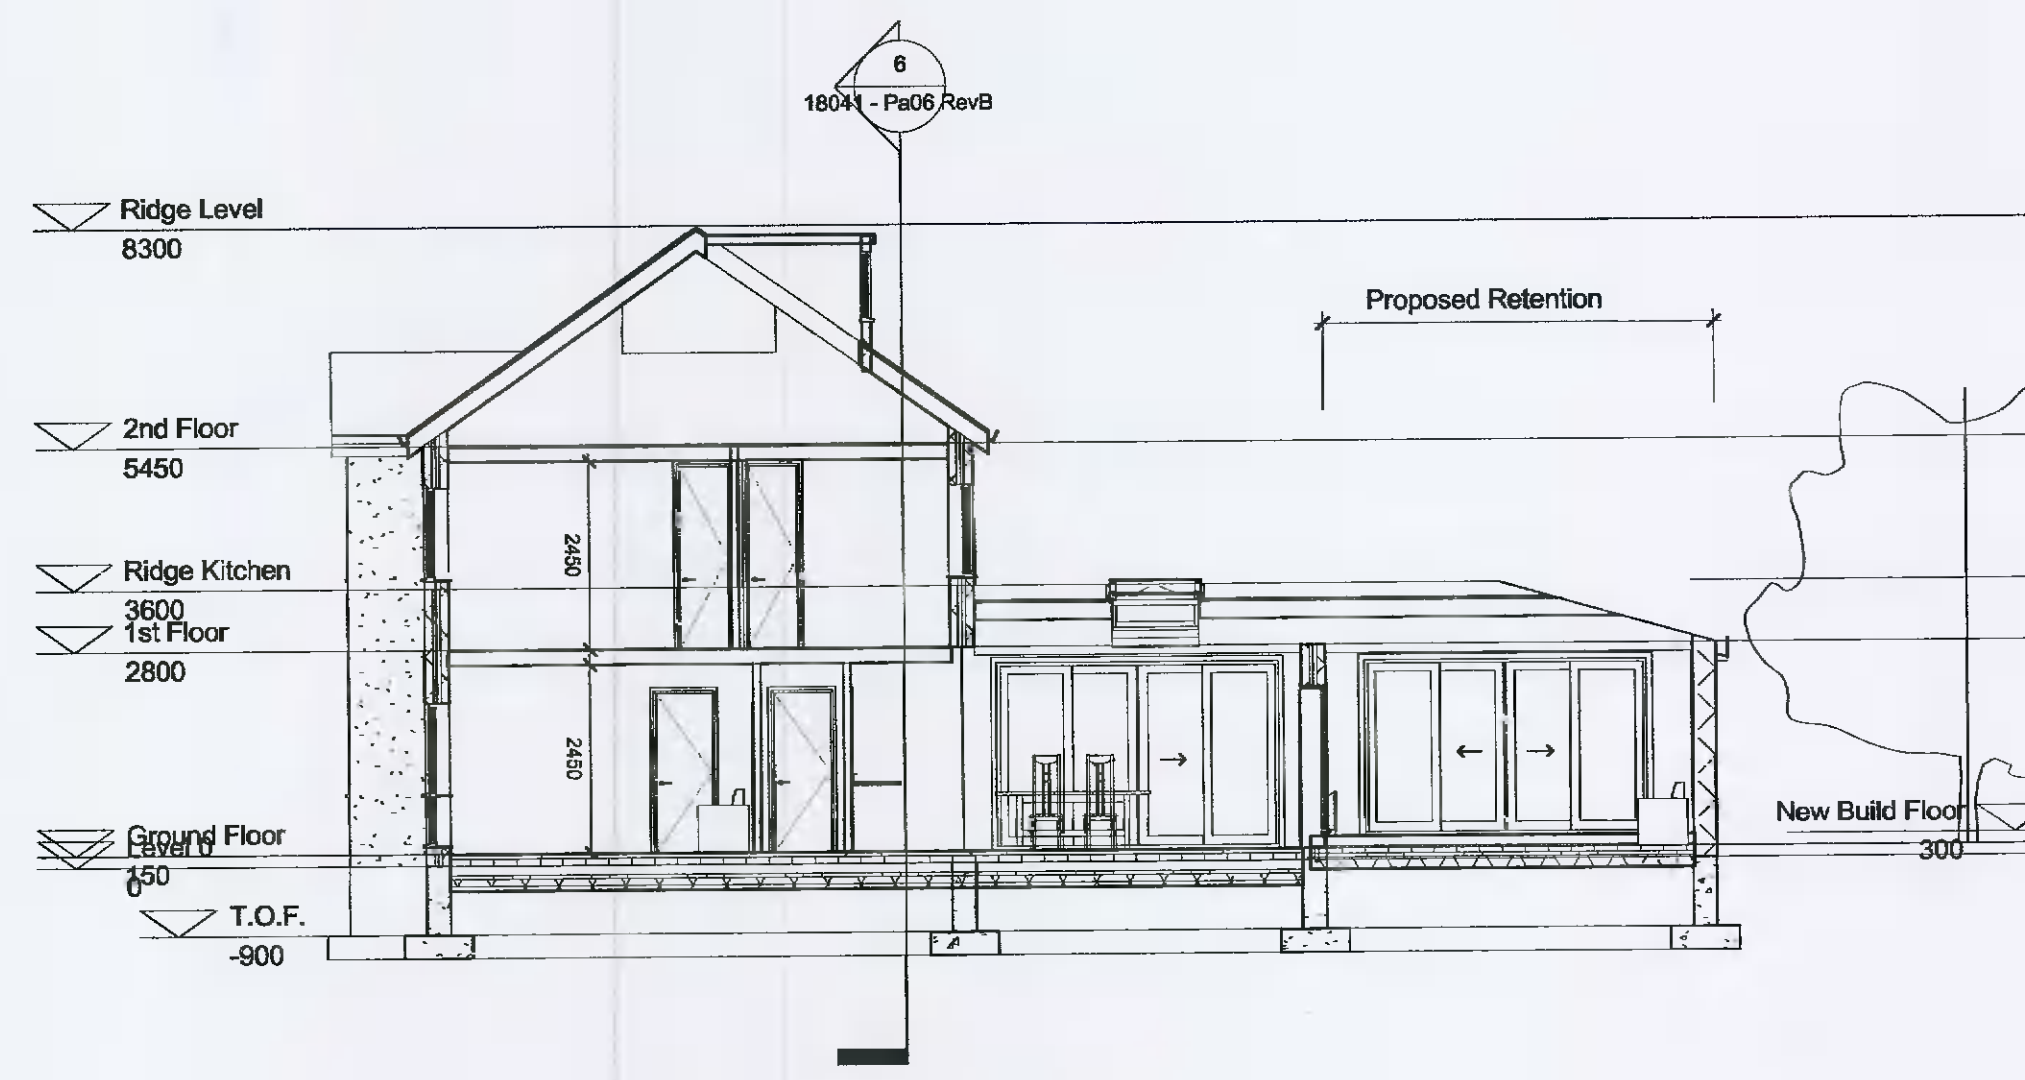 6
18041 - Pa06 RevB
Ridge Level
8300
Proposed Retention
2nd Floor
5450
2450
Ridge Kitchen
3600
1st Floor
2800
2450
New Build Floor
300
Ground Floor
Level 0
150
0
T.O.F.
-900